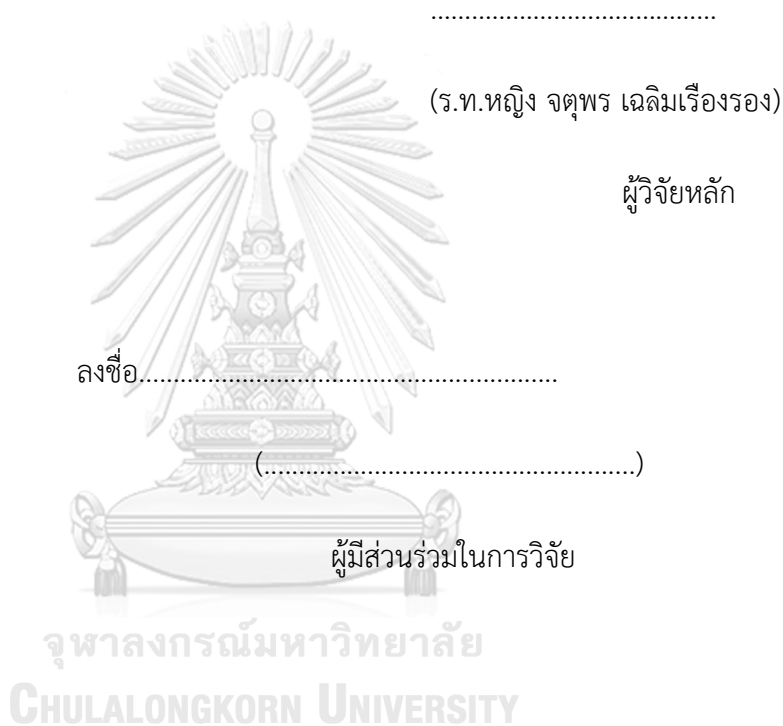 ..........................................
(ร.ท.หญิง จตุพร เฉลิมเรืองรอง)
ผู้วิจัยหลัก
ลงชื่อ.............................................................
(......................................................)
ผู้มีส่วนร่วมในการวิจัย
จุฬาลงกรณ์มหาวิทยาลัย
CHULALONGKORN UNIVERSITY